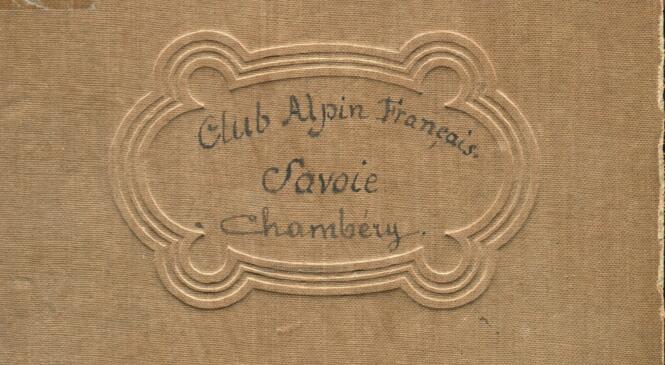 Club Alpin Français.
Savoie
. Chambéry .